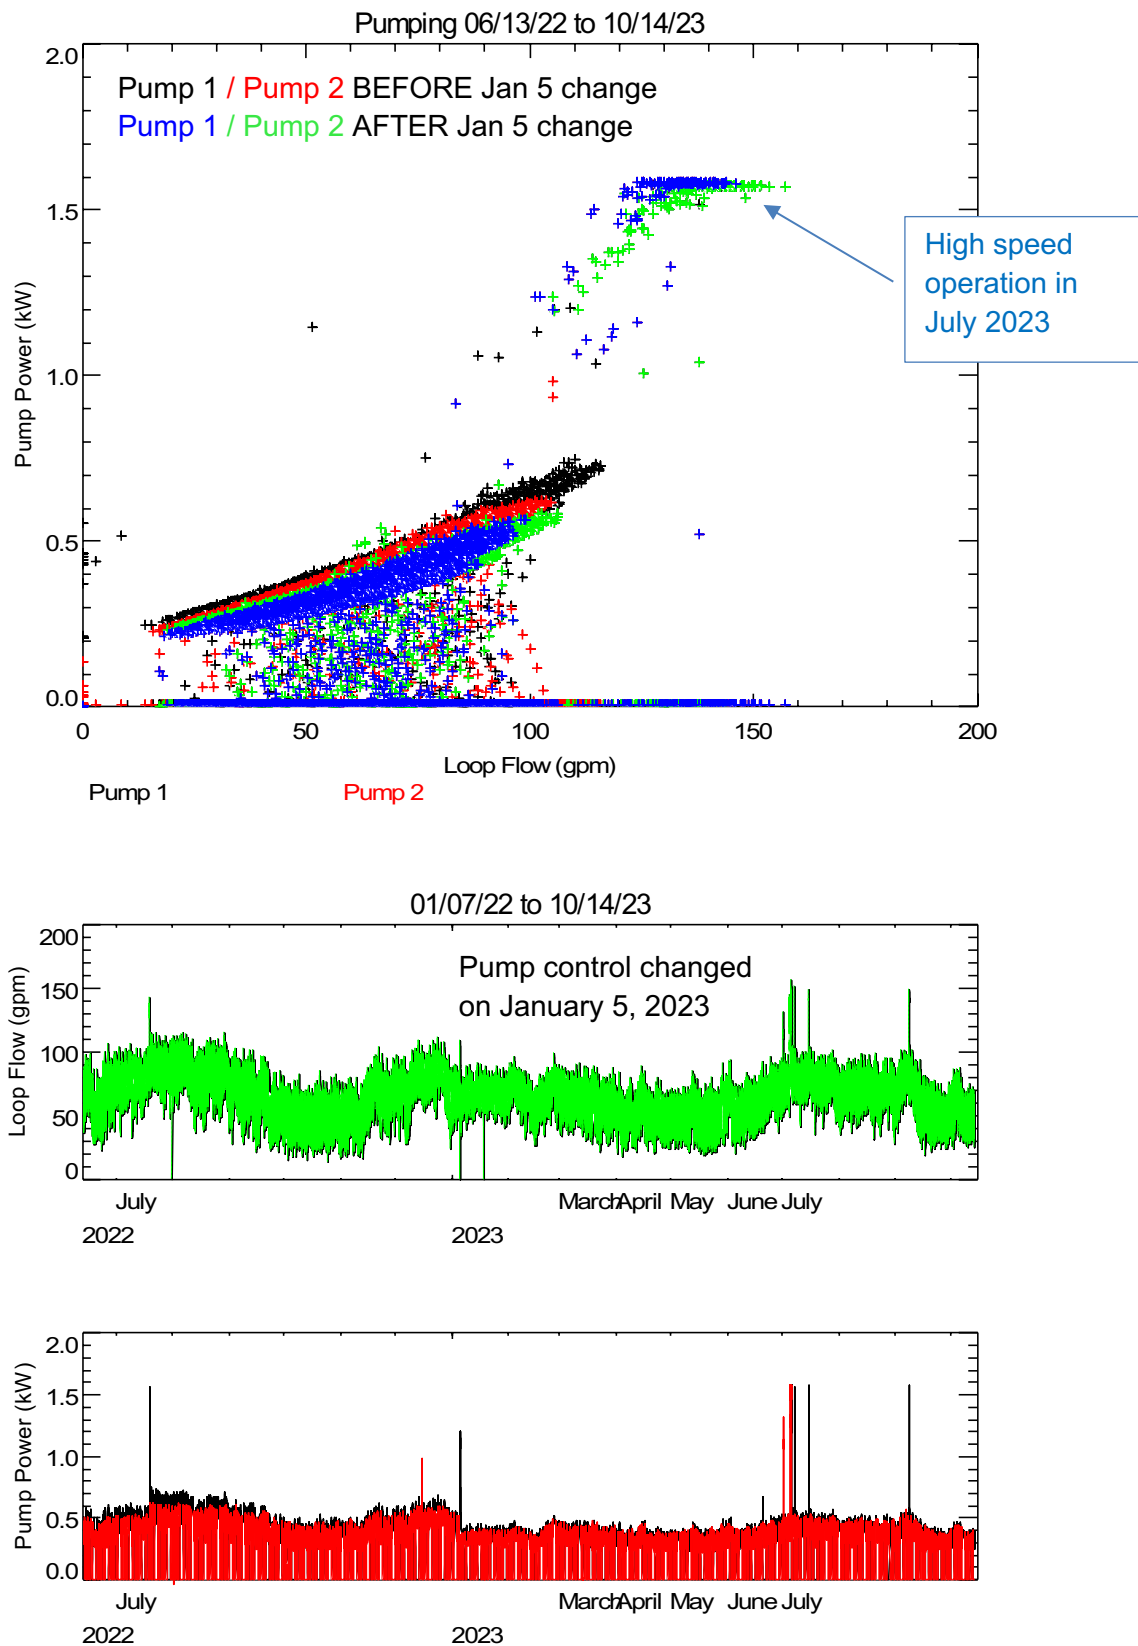 Pumping 06/13/22 to 10/14/23
2.0
Pump 1 / Pump 2 BEFORE Jan 5 change
Pump 1 / Pump 2 AFTER Jan 5 change
1.5
High speed
operation in
July 2023
Pump Power (kW)
1.0
0.5
0.0
0 50 100 150 200
Loop Flow (gpm)
Pump 1 Pump 2
01/07/22 to 10/14/23
200
Pump control changed
on January 5, 2023
150
Loop Flow (gpm)
100
50
0
July March April May June July
2022 2023
2.0
1.5
Pump Power (kW)
1.0
0.5
0.0
July March April May June July
2022 2023